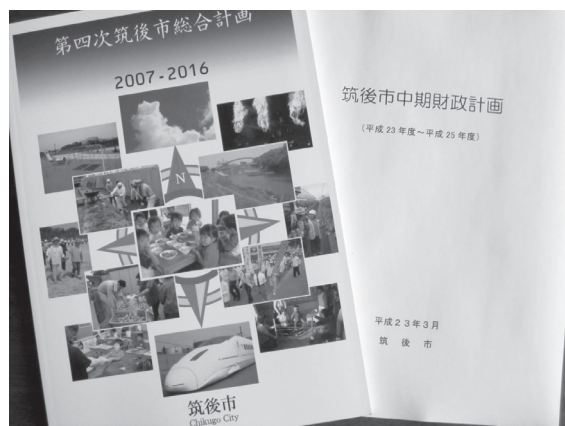 第四次筑後市総合計画
2007-2016
N
筑後市
Chikugo City
筑後市中期財政計画
（平成23年度～平成25年度）
平成23年3月
筑後市